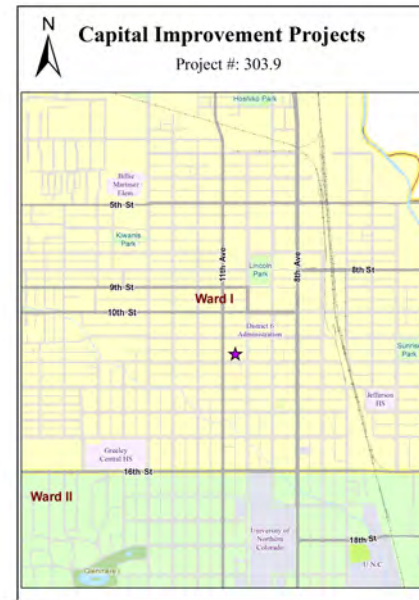 N
Capital Improvement Projects
Project #: 303.9
Hoshiko Park
Billie
Martinez
Elem.
5th St
Kiwanis
Park
11th Ave
8th Ave
Lincoln
Park
8th St
9th St
Ward I
10th St
District 6
Administration
Sunrise
Park
Jefferson
HS
Greeley
Central HS
16th St
Ward II
University of
Northern
Colorado
18th St
U N C